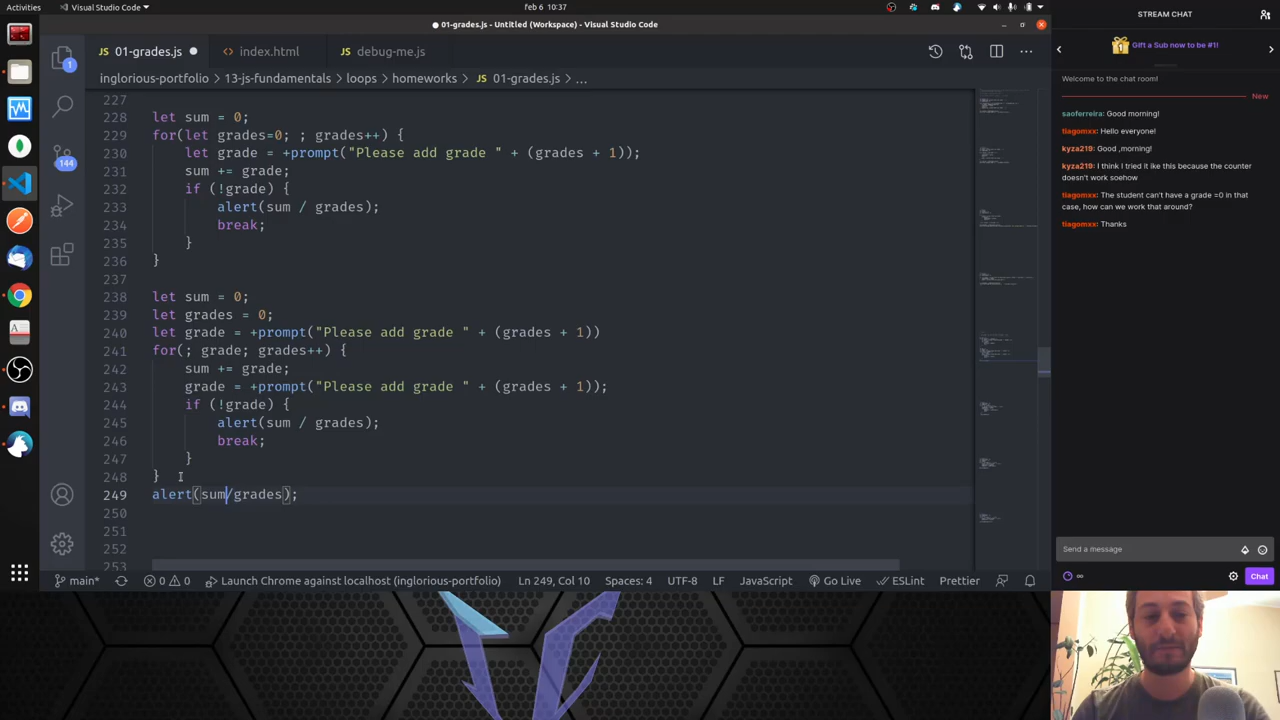 Activities
Visual Studio Code
Feb 6 10:37
01-grades.js - Untitled (Workspace) - Visual Studio Code
JS 01-grades.js
index.html
JS debug-me.js
inglorious-portfolio > 13-js-fundamentals > loops > homeworks > JS 01-grades.js > ...
227
228 let sum = 0;
229 for(let grades=0; ; grades++) {
230 let grade = +prompt("Please add grade " + (grades + 1));
231 sum += grade;
232 if (!grade) {
233 alert(sum / grades);
234 break;
235 }
236 }
237
238 let sum = 0;
239 let grades = 0;
240 let grade = +prompt("Please add grade " + (grades + 1))
241 for(; grade; grades++) {
242 sum += grade;
243 grade = +prompt("Please add grade " + (grades + 1));
244 if (!grade) {
245 alert(sum / grades);
246 break;
247 }
248 }
249 alert(sum/grades);
250
251
252
253
1
144
main*
0 0
Launch Chrome against localhost (inglorious-portfolio)
Ln 249, Col 10
Spaces: 4
UTF-8
LF
JavaScript
Go Live
ESLint
Prettier
STREAM CHAT
1
Gift a Sub now to be #1!
Welcome to the chat room!
New
saoferreira: Good morning!
tiagomxx: Hello everyone!
kyza219: Good ,morning!
kyza219: I think I tried it like this because the counter
doesn't work soehow
tiagomxx: The student can't have a grade =0 in that
case, how can we work that around?
tiagomxx: Thanks
Send a message
∞
Chat